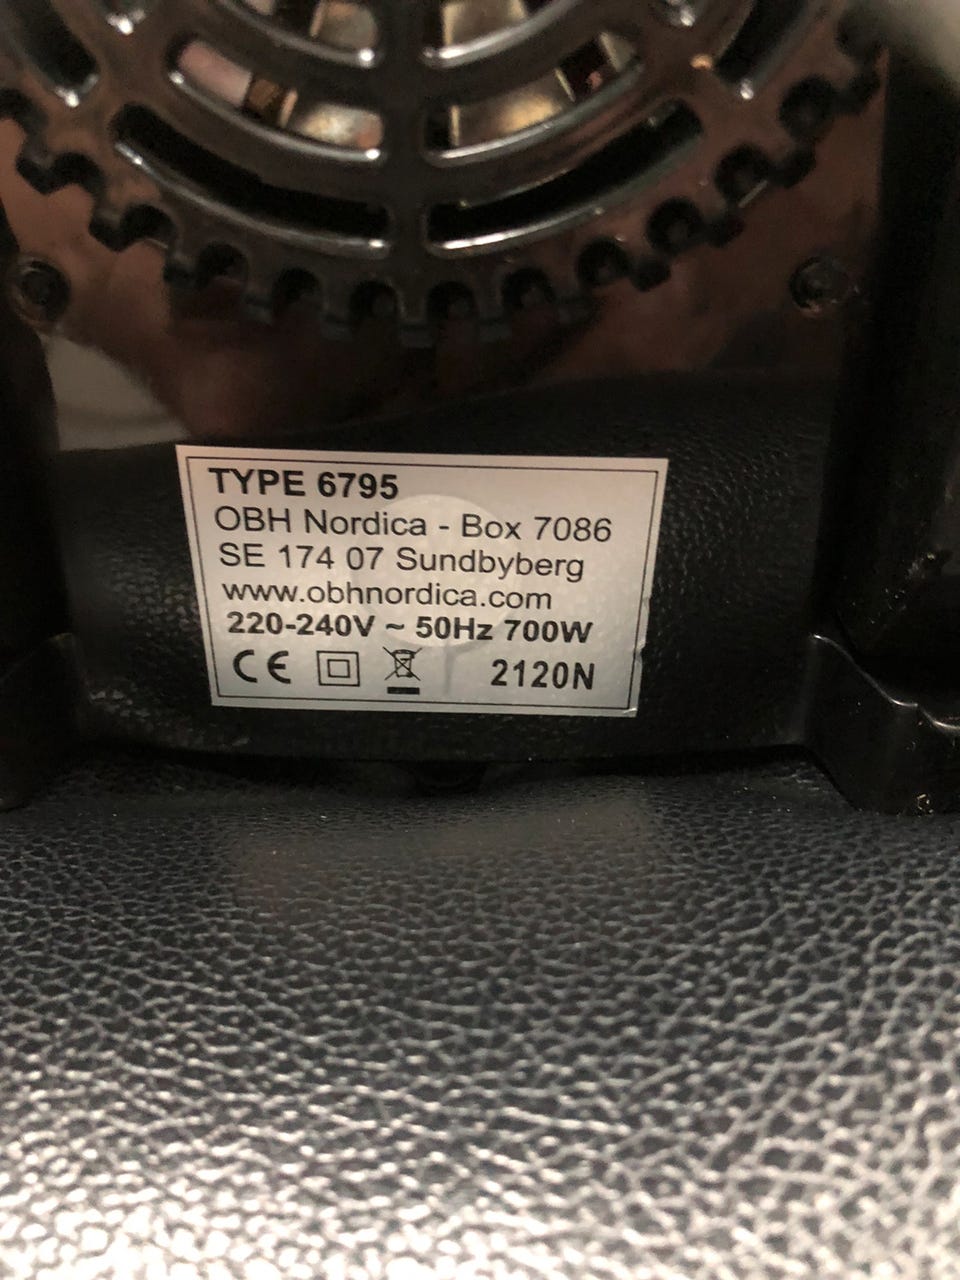 TYPE 6795
OBH Nordica - Box 7086
SE 174 07 Sundbyberg
www.obhnordica.com
220-240V ~ 50Hz 700W
CE 2120N